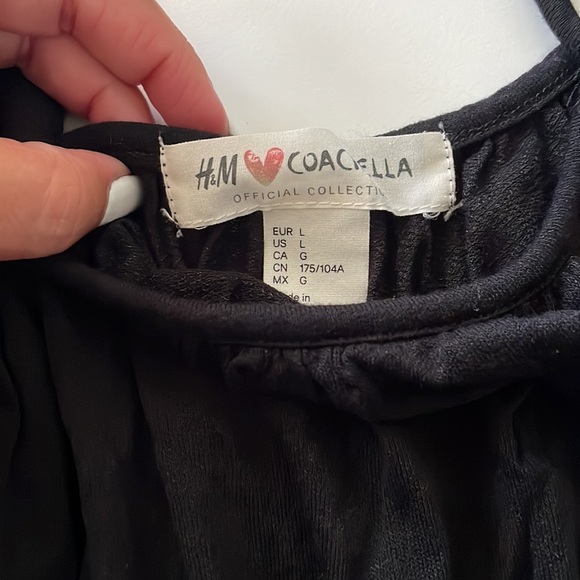 H&M COACHELLA
OFFICIAL COLLECTI
EUR L
US L
CA G
CN 175/104A
MX G
de in